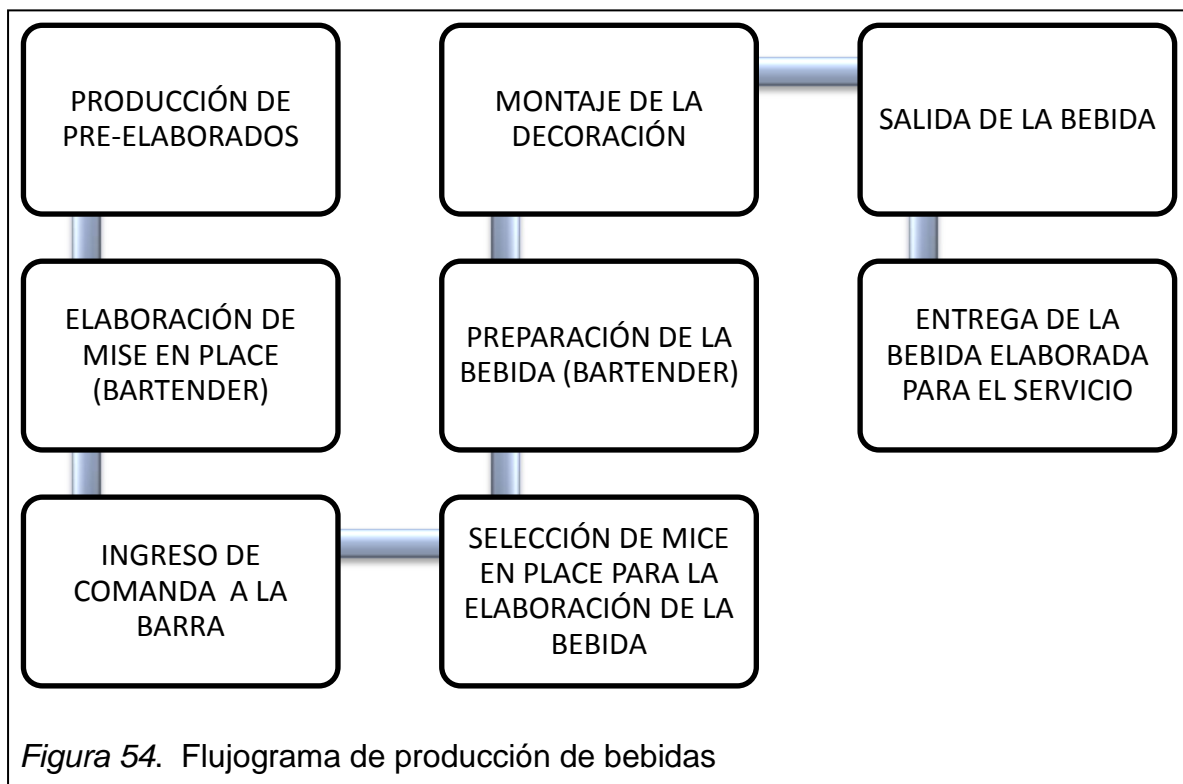 PRODUCCIÓN DE
PRE-ELABORADOS
ELABORACIÓN DE
MISE EN PLACE
(BARTENDER)
INGRESO DE
COMANDA A LA
BARRA
SELECCIÓN DE MICE
EN PLACE PARA LA
ELABORACIÓN DE LA
BEBIDA
PREPARACIÓN DE LA
BEBIDA (BARTENDER)
MONTAJE DE LA
DECORACIÓN
SALIDA DE LA BEBIDA
ENTREGA DE LA
BEBIDA ELABORADA
PARA EL SERVICIO
Figura 54. Flujograma de producción de bebidas